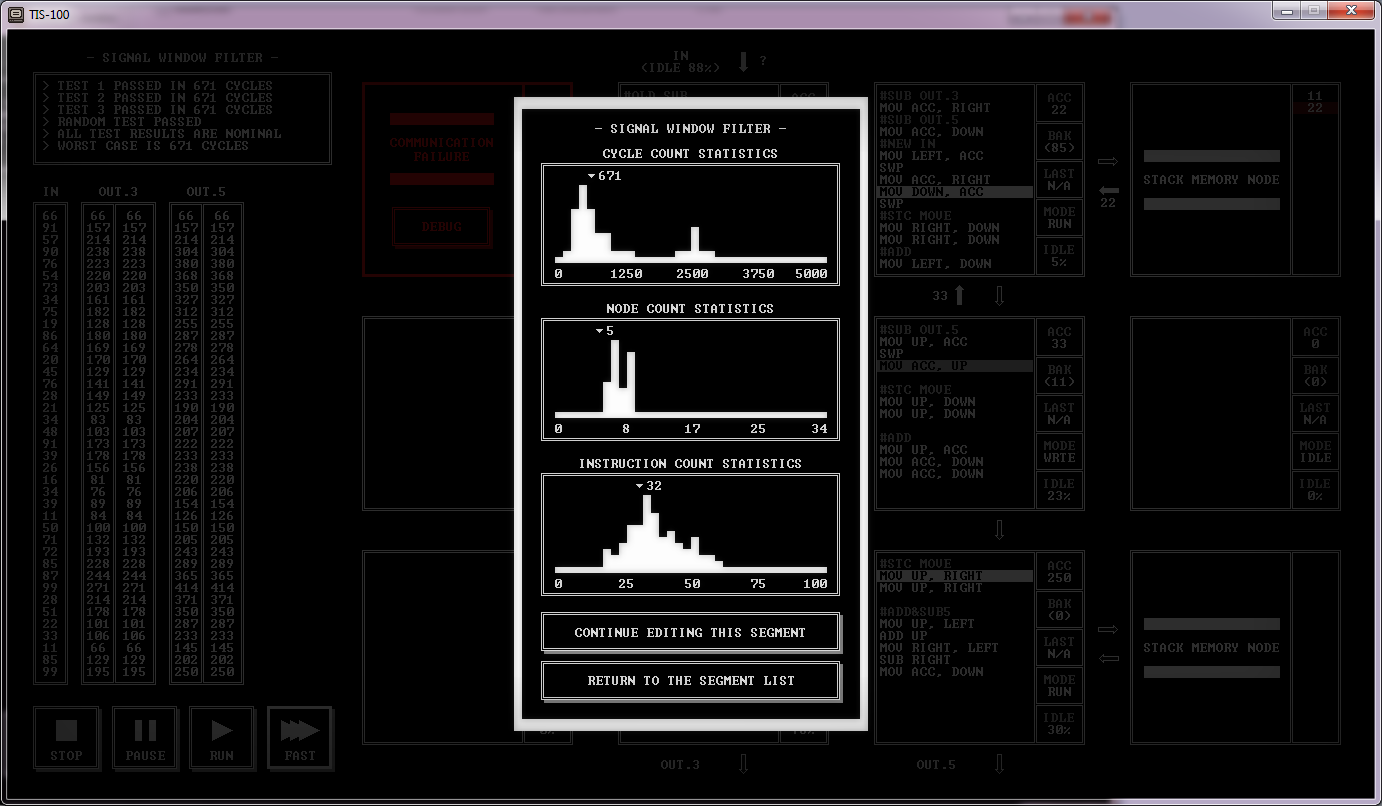 TIS-100
- SIGNAL WINDOW FILTER -
> TEST 1 PASSED IN 671 CYCLES
> TEST 2 PASSED IN 671 CYCLES
> TEST 3 PASSED IN 671 CYCLES
> RANDOM TEST PASSED
> ALL TEST RESULTS ARE NOMINAL
> WORST CASE IS 671 CYCLES
IN OUT.3 OUT.5
66 66 66 66 66
91 157 157 157 157
57 214 214 214 214
90 238 238 304 304
76 223 223 380 380
54 220 220 368 368
73 203 203 350 350
34 161 161 327 327
75 182 182 312 312
19 128 128 255 255
86 180 180 287 287
64 169 169 278 278
20 170 170 264 264
45 129 129 234 234
76 141 141 291 291
28 149 149 233 233
21 125 125 190 190
34 83 83 204 204
48 103 103 207 207
91 173 173 222 222
39 178 178 233 233
26 156 156 238 238
16 81 81 220 220
34 76 76 206 206
39 89 89 154 154
11 84 84 126 126
50 100 100 150 150
71 132 132 205 205
72 193 193 243 243
85 228 228 289 289
87 244 244 365 365
99 271 271 414 414
28 214 214 371 371
51 178 178 350 350
22 101 101 287 287
33 106 106 233 233
11 66 66 145 145
85 129 129 202 202
99 195 195 250 250
STOP PAUSE RUN FAST
COMMUNICATION
FAILURE
DEBUG
IN
(IDLE 88%) ?
#OLD SUB
ACC
- SIGNAL WINDOW FILTER -
CYCLE COUNT STATISTICS
671
0 1250 2500 3750 5000
NODE COUNT STATISTICS
5
0 8 17 25 34
INSTRUCTION COUNT STATISTICS
32
0 25 50 75 100
CONTINUE EDITING THIS SEGMENT
RETURN TO THE SEGMENT LIST
OUT.3
#SUB OUT.3
MOV ACC, RIGHT
#SUB OUT.5
MOV ACC, DOWN
#NEW IN
MOV LEFT, ACC
SWP
MOV ACC, RIGHT
MOV DOWN, ACC
SWP
#STC MOVE
MOV RIGHT, DOWN
MOV RIGHT, DOWN
#ADD
MOV LEFT, DOWN
ACC
22
BAK
(85)
LAST
N/A
MODE
RUN
IDLE
5%
22
STACK MEMORY NODE
11
22
33
#SUB OUT.5
MOV UP, ACC
SWP
MOV ACC, UP
#STC MOVE
MOV UP, DOWN
MOV UP, DOWN
#ADD
MOV UP, ACC
MOV ACC, DOWN
MOV ACC, DOWN
ACC
33
BAK
(11)
LAST
N/A
MODE
WRTE
IDLE
23%
ACC
0
BAK
(0)
LAST
N/A
MODE
IDLE
IDLE
0%
#STC MOVE
MOV UP, RIGHT
MOV UP, RIGHT
#ADD&SUB5
MOV UP, LEFT
ADD UP
MOV RIGHT, LEFT
SUB RIGHT
MOV ACC, DOWN
ACC
250
BAK
(0)
LAST
N/A
MODE
RUN
IDLE
30%
STACK MEMORY NODE
OUT.5